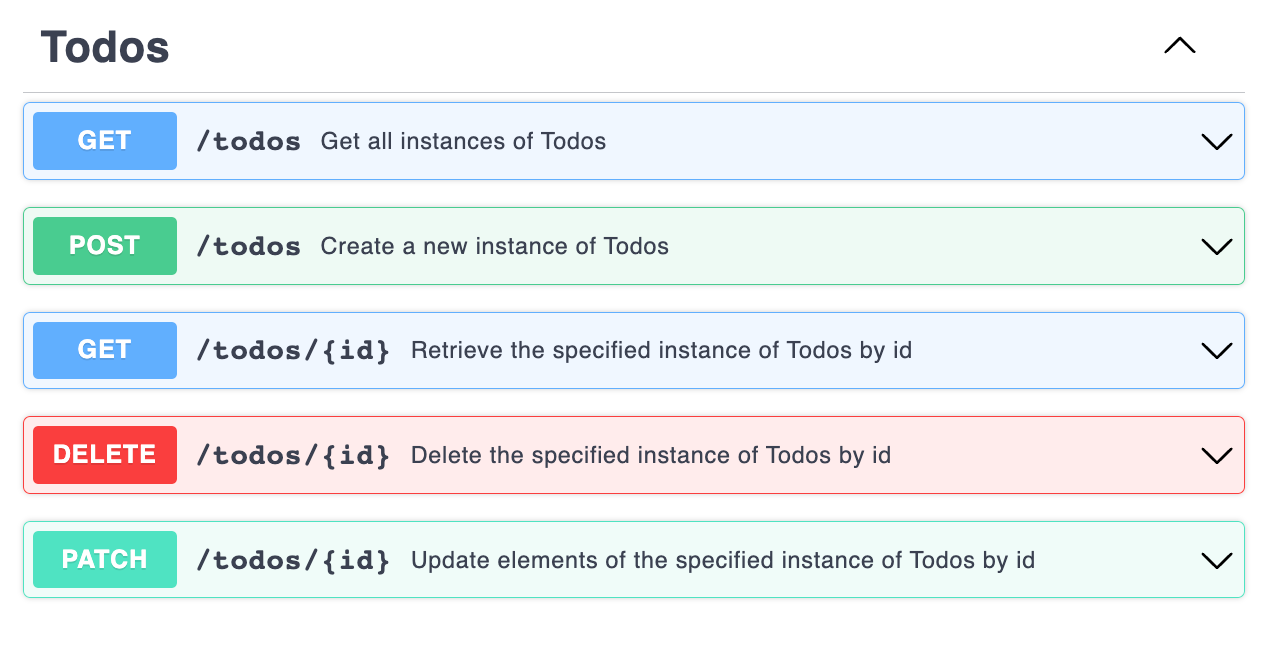 Todos
GET /todos Get all instances of Todos
POST /todos Create a new instance of Todos
GET /todos/{id} Retrieve the specified instance of Todos by id
DELETE /todos/{id} Delete the specified instance of Todos by id
PATCH /todos/{id} Update elements of the specified instance of Todos by id